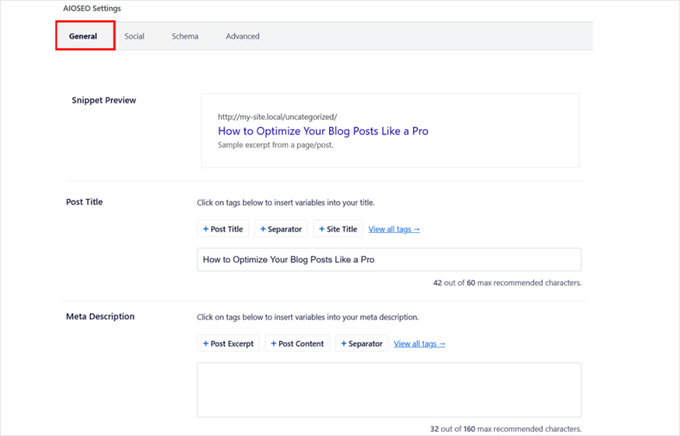 AIOSEO Settings
General Social Schema Advanced
Snippet Preview
http://my-site.local/uncategorized/
How to Optimize Your Blog Posts Like a Pro
Sample excerpt from a page/post.
Post Title
Click on tags below to insert variables into your title.
+ Post Title + Separator + Site Title View all tags →
How to Optimize Your Blog Posts Like a Pro
42 out of 60 max recommended characters.
Meta Description
Click on tags below to insert variables into your meta description.
+ Post Excerpt + Post Content + Separator View all tags →
32 out of 160 max recommended characters.